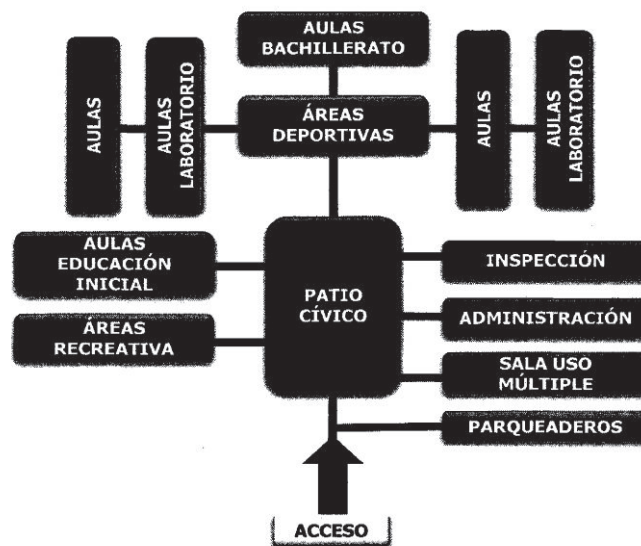 AULAS
BACHILLERATO
AULAS
AULAS
LABORATORIO
ÁREAS
DEPORTIVAS
AULAS
AULAS
LABORATORIO
AULAS
EDUCACIÓN
INICIAL
ÁREAS
RECREATIVA
PATIO
CÍVICO
INSPECCIÓN
ADMINISTRACIÓN
SALA USO
MÚLTIPLE
PARQUEADEROS
ACCESO